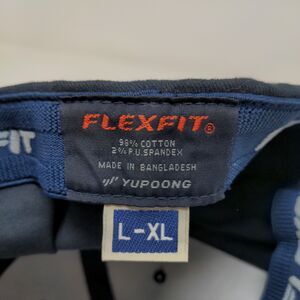 FLEXFIT®
98% COTTON
2% P.U. SPANDEX
MADE IN BANGLADESH
YUPOONG
L-XL
FIT